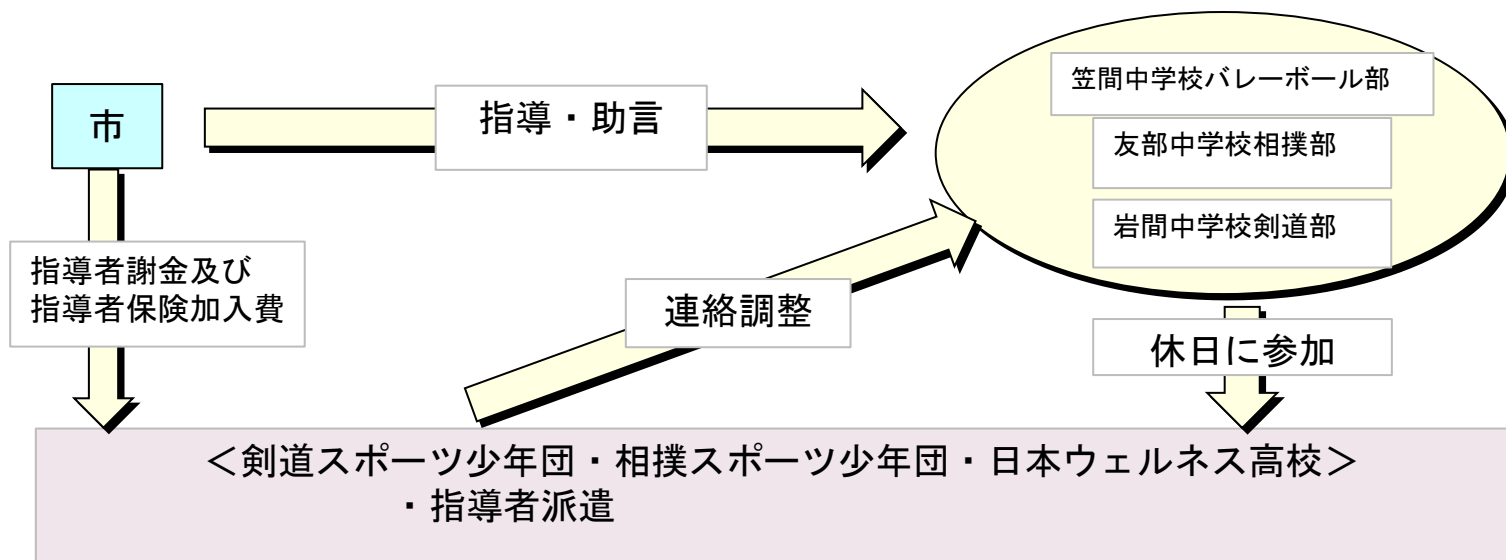 笠間中学校バレーボール部
市
指導・助言
友部中学校相撲部
岩間中学校剣道部
指導者謝金及び
指導者保険加入費
連絡調整
休日に参加
<剣道スポーツ少年団・相撲スポーツ少年団・日本ウェルネス高校>
・指導者派遣